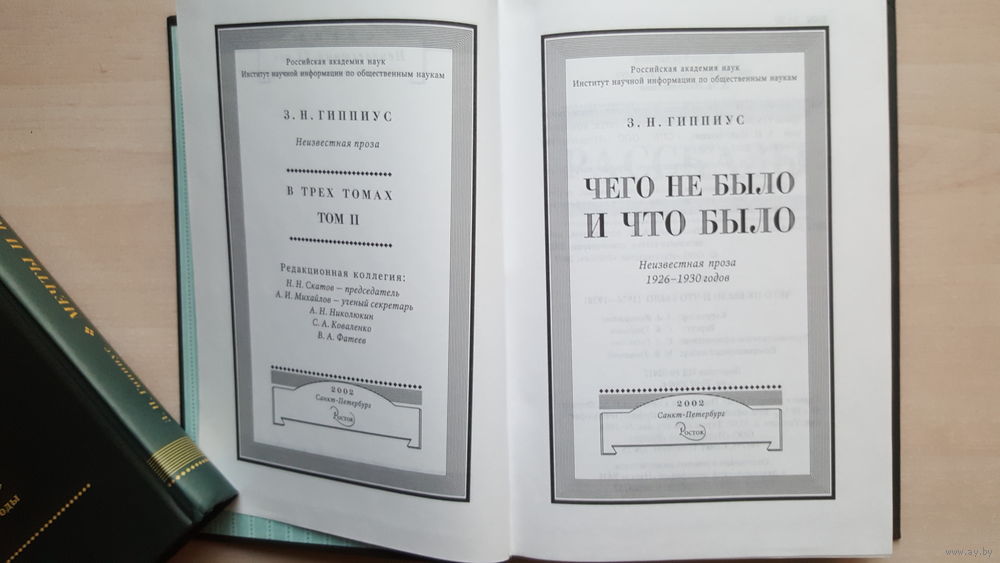 Российская академия наук
Институт научной информации по общественным наукам
З. Н. ГИППИУС
Неизвестная проза
В ТРЕХ ТОМАХ
ТОМ II
Редакционная коллегия:
Н. Н. Скатов – председатель
А. И. Михайлов – ученый секретарь
А. Н. Николюкин
С. А. Коваленко
В. А. Фатеев
2002
Санкт-Петербург
Росток
Российская академия наук
Институт научной информации по общественным наукам
З. Н. ГИППИУС
ЧЕГО НЕ БЫЛО
И ЧТО БЫЛО
Неизвестная проза
1926–1930 годов
2002
Санкт-Петербург
Росток
З. Н. ГИППИУС МЕЧТЫ И
www.ay.by